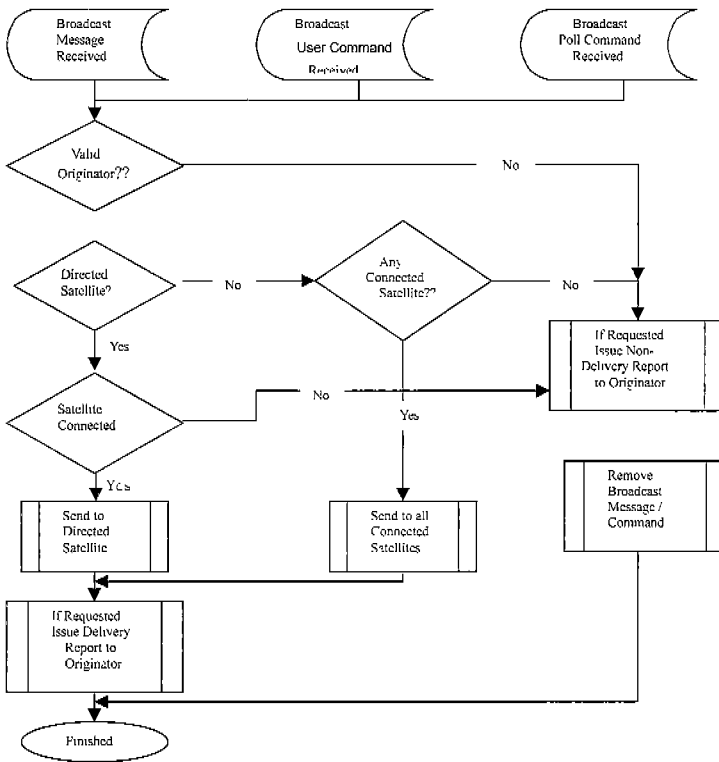 Broadcast
Message
Received
Broadcast
User Command
Received
Broadcast
Poll Command
Received
Valid
Originator??
No
Directed
Satellite?
No
Any
Connected
Satellite??
No
Yes
If Requested
Issue Non-
Delivery Report
to Originator
Satellite
Connected
No
Yes
Yes
Remove
Broadcast
Message /
Command
Send to
Directed
Satellite
Send to all
Connected
Satellites
If Requested
Issue Delivery
Report to
Originator
Finished